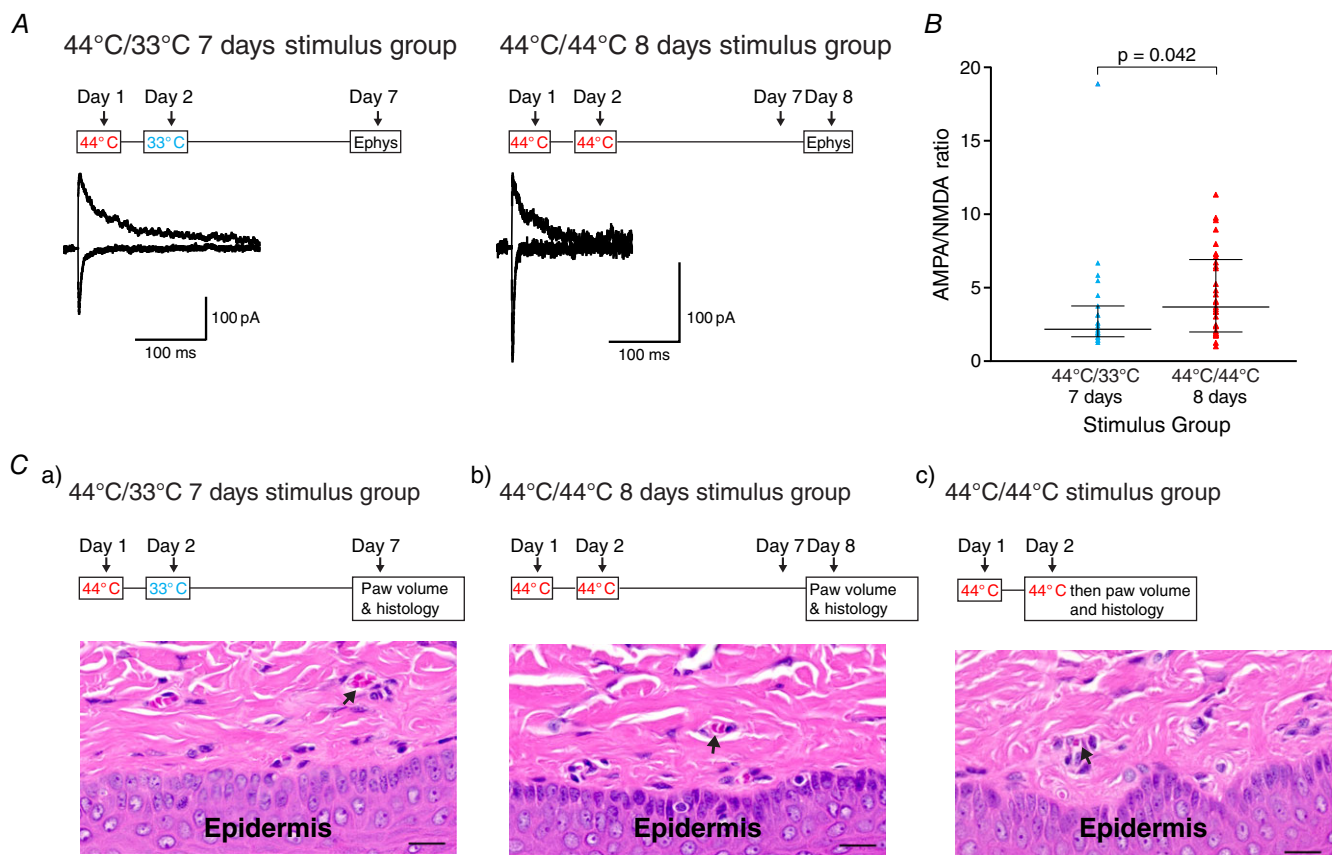 A
44°C/33°C 7 days stimulus group
Day 1 Day 2 Day 7
44°C 33°C Ephys
100 pA
100 ms
44°C/44°C 8 days stimulus group
Day 1 Day 2 Day 7 Day 8
44°C 44°C Ephys
100 pA
100 ms
B
p = 0.042
20
15
10
5
0
AMPA/NMDA ratio
44°C/33°C 44°C/44°C
7 days 8 days
Stimulus Group
C
a)
44°C/33°C 7 days stimulus group
Day 1 Day 2 Day 7
44°C 33°C Paw volume
& histology
Epidermis
b)
44°C/44°C 8 days stimulus group
Day 1 Day 2 Day 7 Day 8
44°C 44°C Paw volume
& histology
Epidermis
c)
44°C/44°C stimulus group
Day 1 Day 2
44°C 44°C then paw volume
and histology
Epidermis